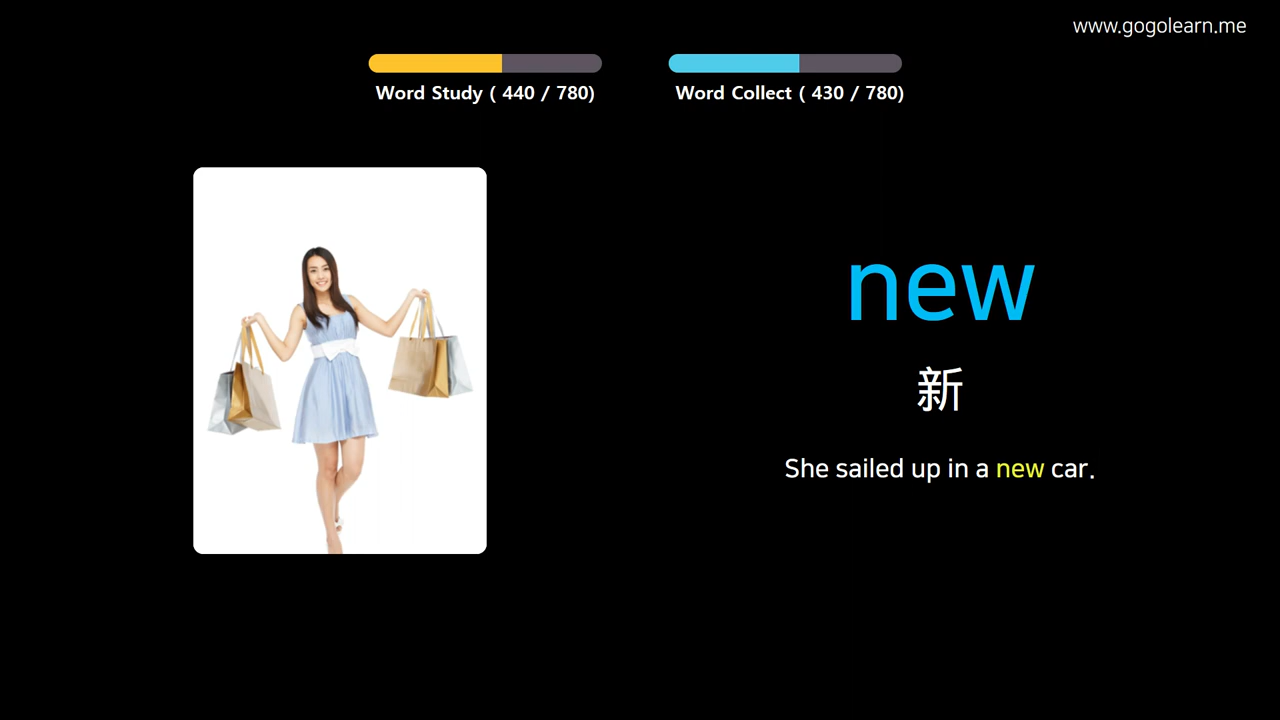 www.gogolearn.me
Word Study ( 440 / 780)
Word Collect ( 430 / 780)
new
新
She sailed up in a new car.